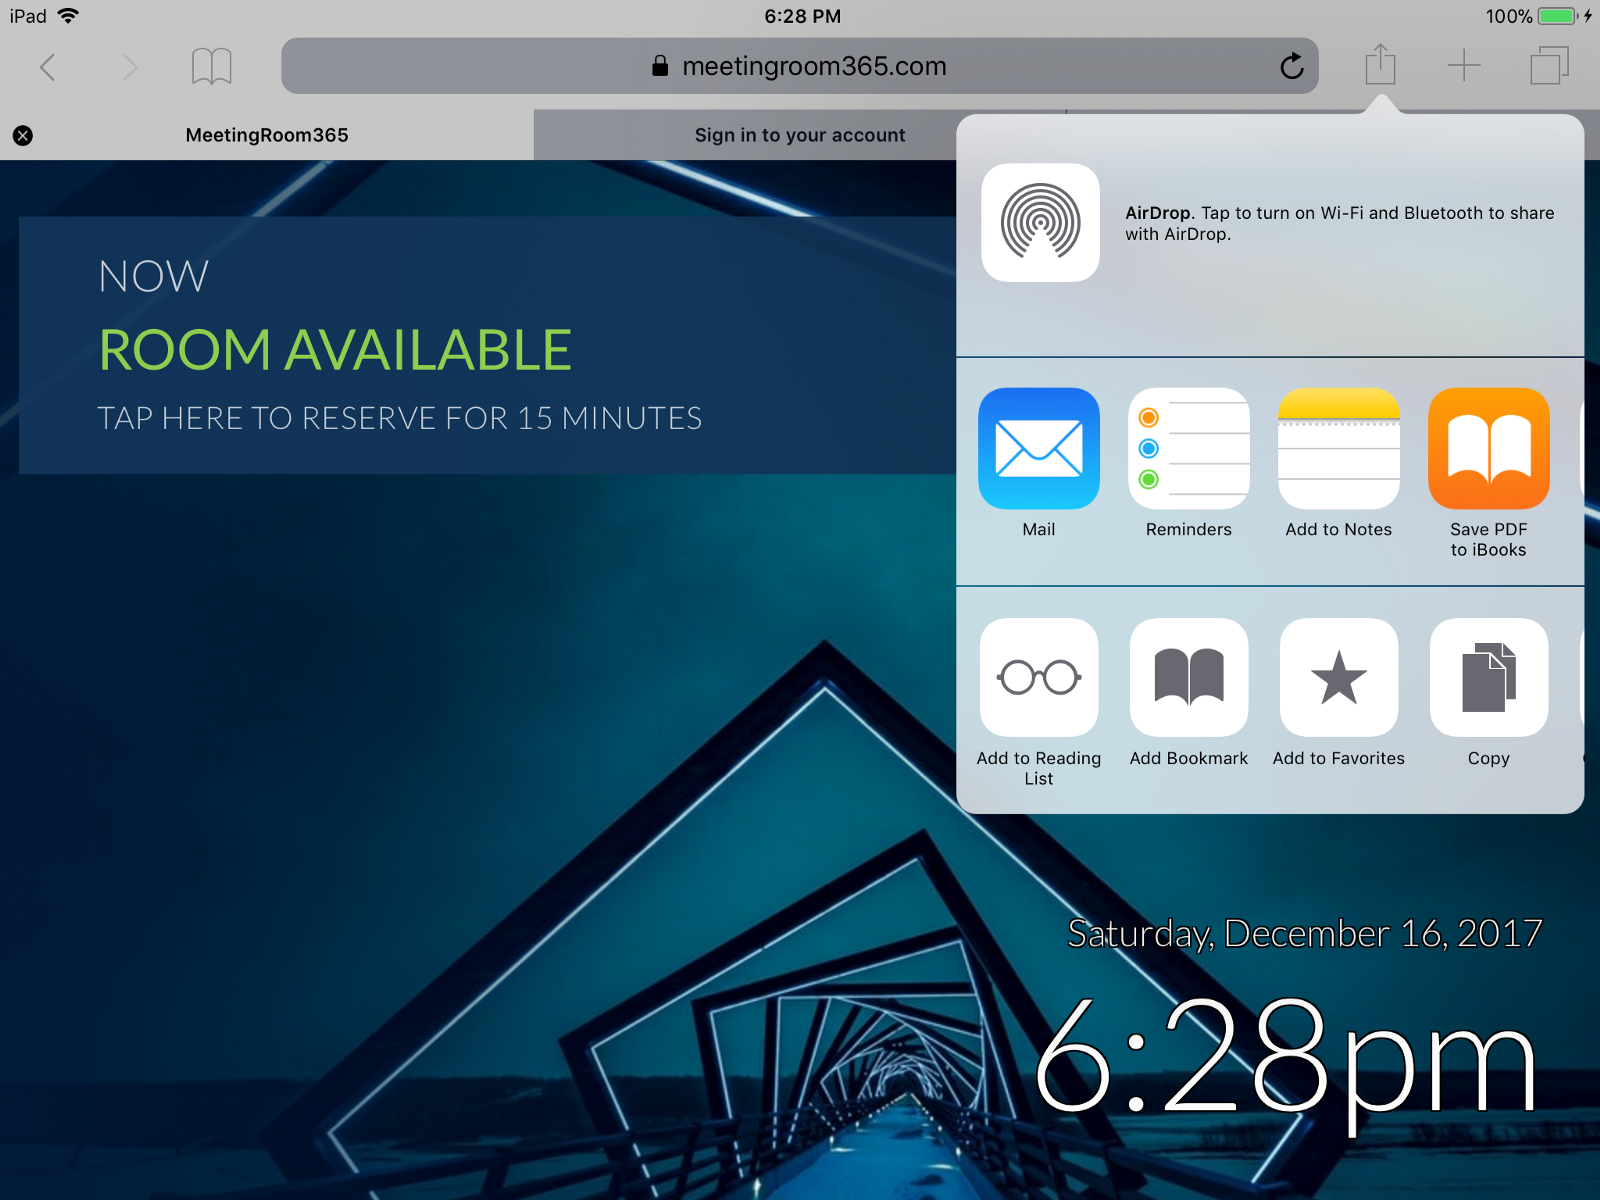 iPad
6:28 PM
100%
meetingroom365.com
MeetingRoom365
Sign in to your account
AirDrop. Tap to turn on Wi-Fi and Bluetooth to share
with AirDrop.
NOW
ROOM AVAILABLE
TAP HERE TO RESERVE FOR 15 MINUTES
Mail
Reminders
Add to Notes
Save PDF
to iBooks
Add to Reading
List
Add Bookmark
Add to Favorites
Copy
Saturday, December 16, 2017
6:28pm